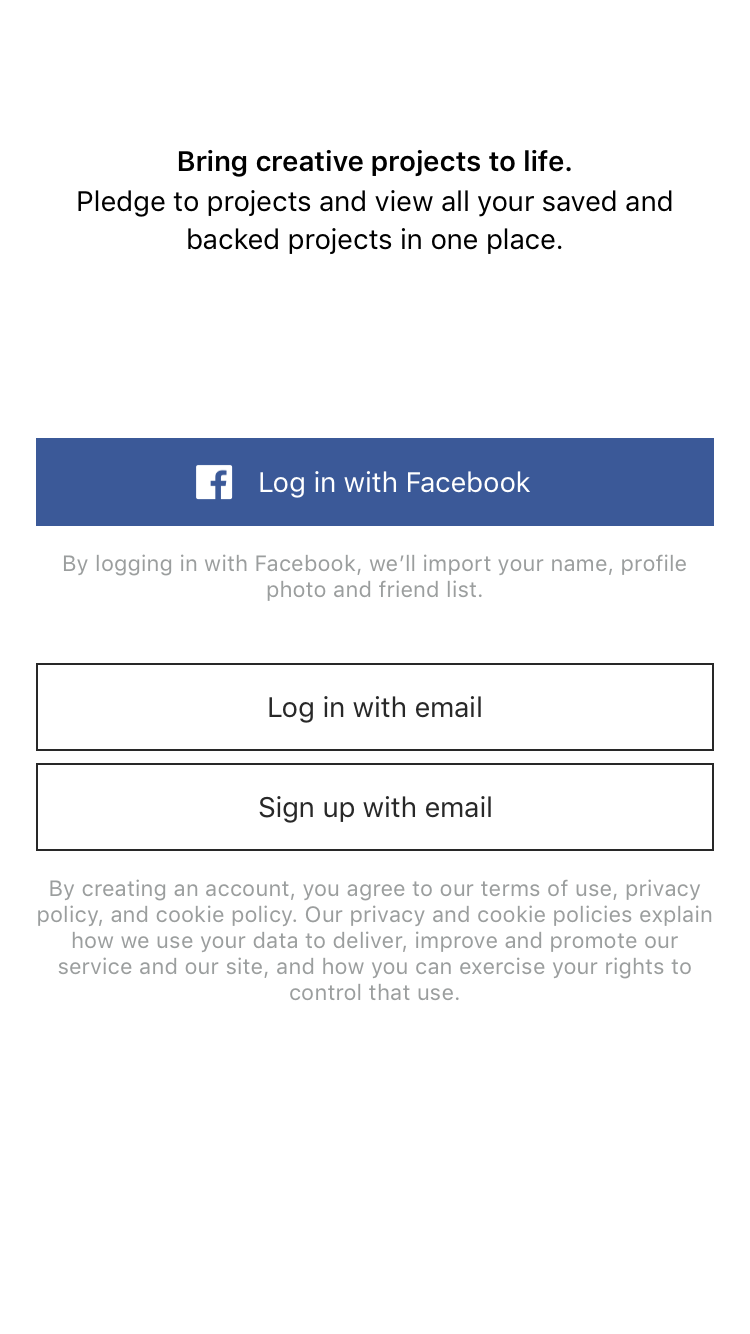 Bring creative projects to life.
Pledge to projects and view all your saved and
backed projects in one place.
Log in with Facebook
By logging in with Facebook, we’ll import your name, profile
photo and friend list.
Log in with email
Sign up with email
By creating an account, you agree to our terms of use, privacy
policy, and cookie policy. Our privacy and cookie policies explain
how we use your data to deliver, improve and promote our
service and our site, and how you can exercise your rights to
control that use.